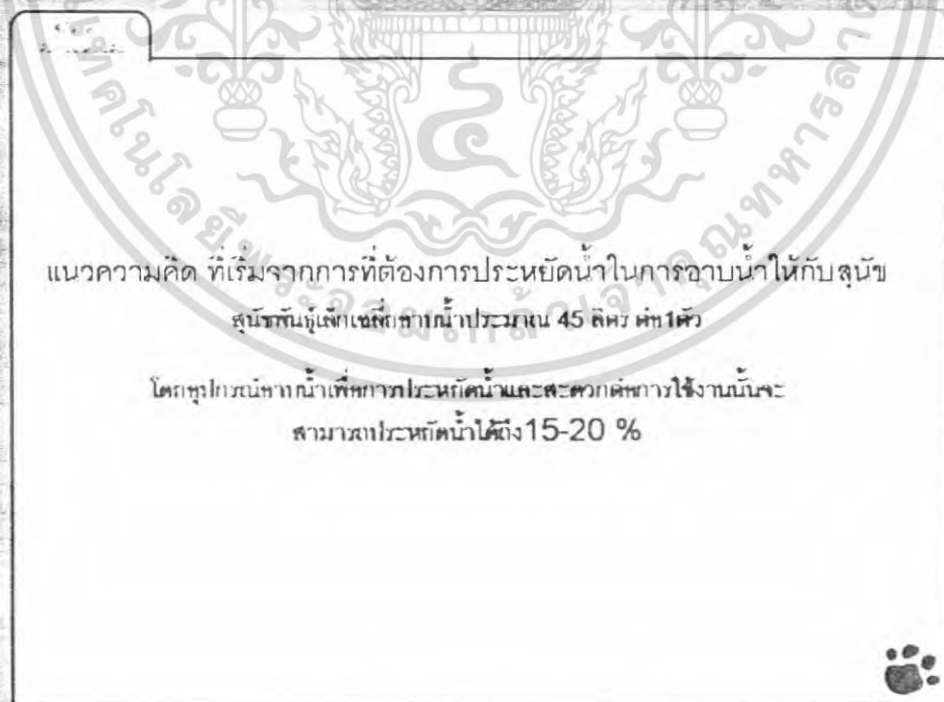 แนวความคิด ที่เริ่มจากการที่ต้องการประหยัดน้ำในการอาบน้ำให้กับสุนัข
สุนัขพันธุ์เล็กเฉลี่ยอาบน้ำประมาณ 45 ลิตร ต่อ1ตัว
โดยอุปกรณ์อาบน้ำเพื่อการประหยัดน้ำและสะดวกต่อการใช้งานนั้นจะ
สามารถประหยัดน้ำได้ถึง15-20 %